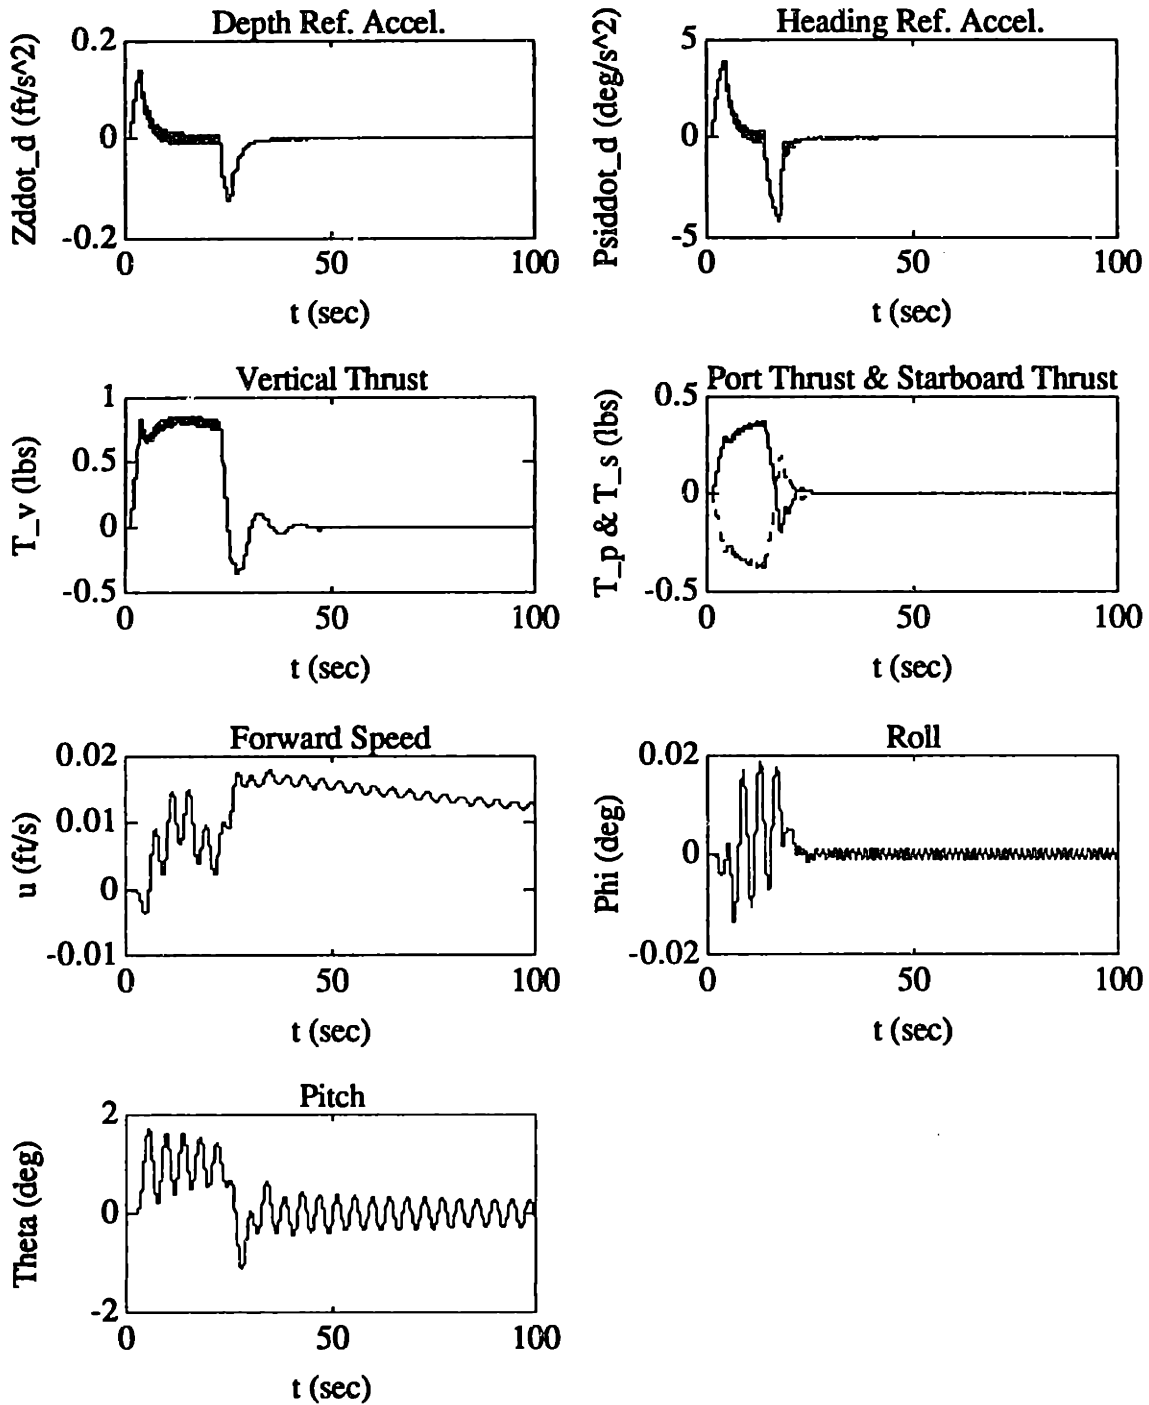 Depth Ref. Accel.
Zddot_d (ft/s^2)
0.2
0
-0.2
0 50 100
t (sec)
Heading Ref. Accel.
Psiddot_d (deg/s^2)
5
0
-5
0 50 100
t (sec)
Vertical Thrust
T_v (lbs)
1
0.5
0
-0.5
0 50 100
t (sec)
Port Thrust & Starboard Thrust
T_p & T_s (lbs)
0.5
0
-0.5
0 50 100
t (sec)
Forward Speed
u (ft/s)
0.02
0.01
0
-0.01
0 50 100
t (sec)
Roll
Phi (deg)
0.02
0
-0.02
0 50 100
t (sec)
Pitch
Theta (deg)
2
1
0
-2
0 50 100
t (sec)